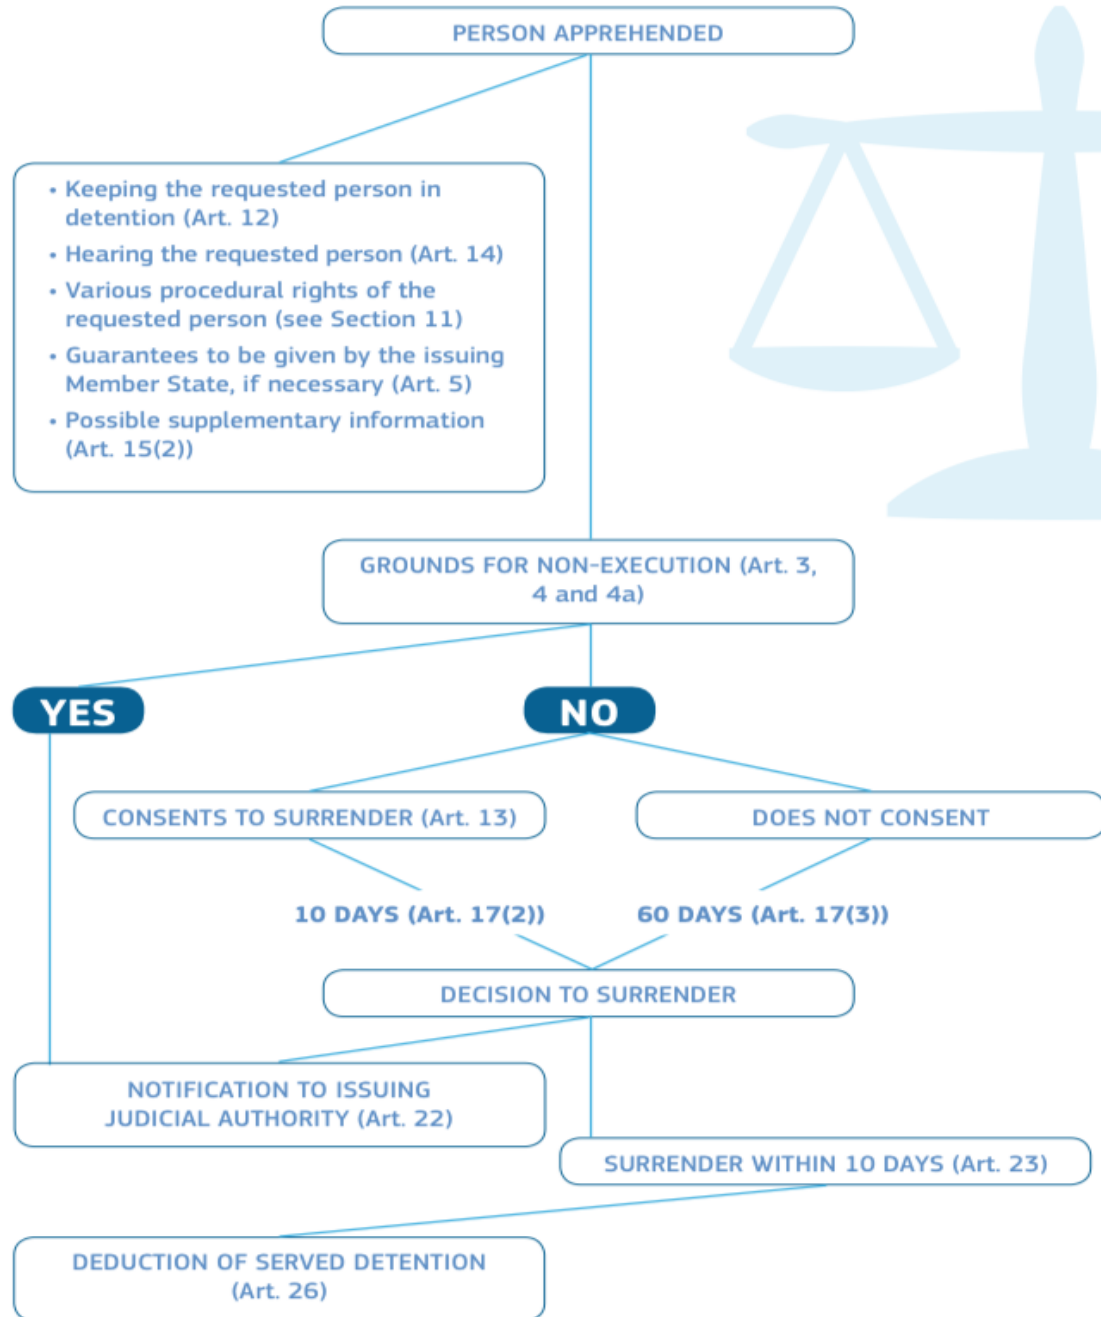 PERSON APPREHENDED
• Keeping the requested person in
detention (Art. 12)
• Hearing the requested person (Art. 14)
• Various procedural rights of the
requested person (see Section 11)
• Guarantees to be given by the issuing
Member State, if necessary (Art. 5)
• Possible supplementary information
(Art. 15(2))
GROUNDS FOR NON-EXECUTION (Art. 3,
4 and 4a)
YES
NO
CONSENTS TO SURRENDER (Art. 13)
DOES NOT CONSENT
10 DAYS (Art. 17(2))
60 DAYS (Art. 17(3))
DECISION TO SURRENDER
NOTIFICATION TO ISSUING
JUDICIAL AUTHORITY (Art. 22)
SURRENDER WITHIN 10 DAYS (Art. 23)
DEDUCTION OF SERVED DETENTION
(Art. 26)